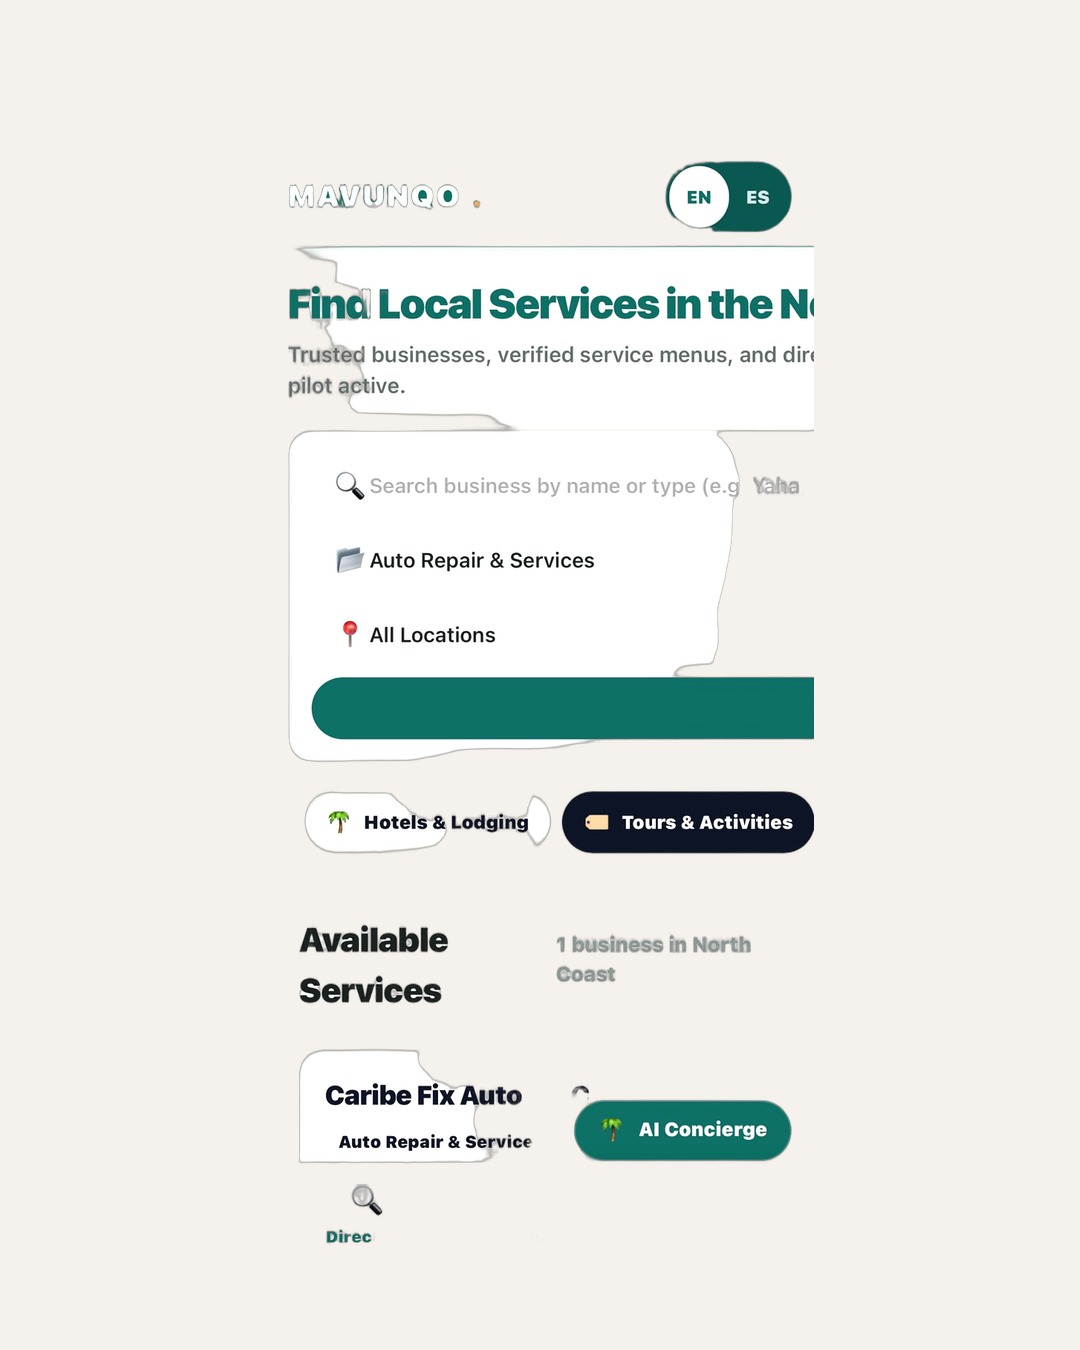 MAVUNQO .
EN ES
Find Local Services in the N
Trusted businesses, verified service menus, and dire
pilot active.
Search business by name or type (e.g Yaha
Auto Repair & Services
All Locations
Hotels & Lodging
Tours & Activities
Available
Services
1 business in North
Coast
Caribe Fix Auto
Auto Repair & Service
AI Concierge
Direc